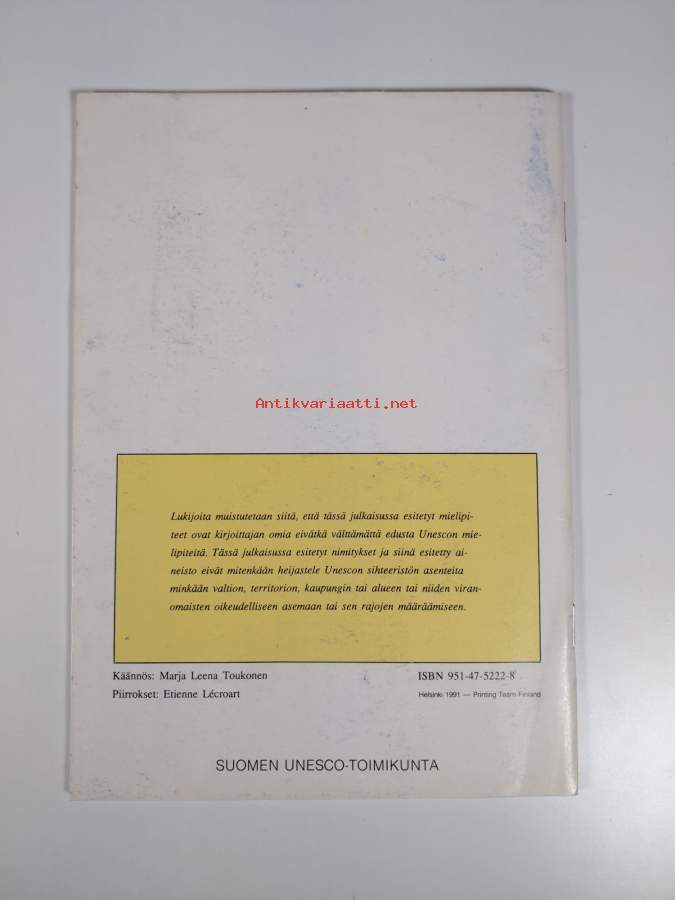 Antikvariaatti.net
Lukijoita muistutetaan siitä, että tässä julkaisussa esitetyt mielipi-
teet ovat kirjoittajan omia eivätkä välttämättä edusta Unescon mie-
lipiteitä. Tässä julkaisussa esitetyt nimitykset ja siinä esitetty ai-
neisto eivät mitenkään heijastele Unescon sihteeristön asenteita
minkään valtion, territorion, kaupungin tai alueen tai niiden viran-
omaisten oikeudelliseen asemaan tai sen rajojen määräämiseen.
Käännös: Marja Leena Toukonen
Piirrokset: Etienne Lécroart
ISBN 951-47-5222-8
Helsinki 1991 — Printing Team Finland
SUOMEN UNESCO-TOIMIKUNTA